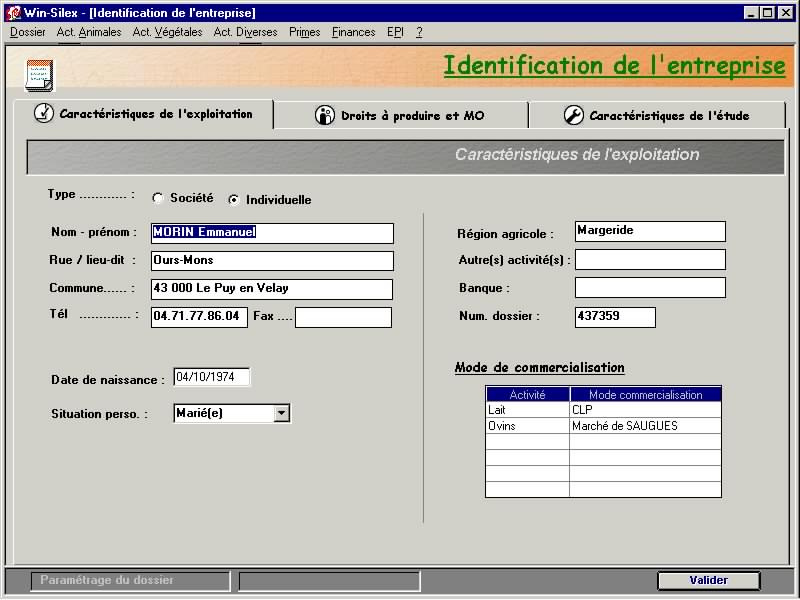 Win-Silex - [Identification de l'entreprise]
Dossier Act. Animales Act. Végétales Act. Diverses Primes Finances EPI ?
Identification de l'entreprise
Caractéristiques de l'exploitation Droits à produire et MO Caractéristiques de l'étude
Caractéristiques de l'exploitation
Type ............ : Société Individuelle
Nom - prénom : MORIN Emmanuel
Rue / lieu-dit : Ours-Mons
Commune...... : 43 000 Le Puy en Velay
Tél ............. : 04.71.77.86.04 Fax ....
Date de naissance : 04/10/1974
Situation perso. : Marié(e)
Région agricole : Margeride
Autre(s) activité(s) :
Banque :
Num. dossier : 437359
Mode de commercialisation
Activité Mode commercialisation
Lait CLP
Ovins Marché de SAUGUES
Paramétrage du dossier
Valider